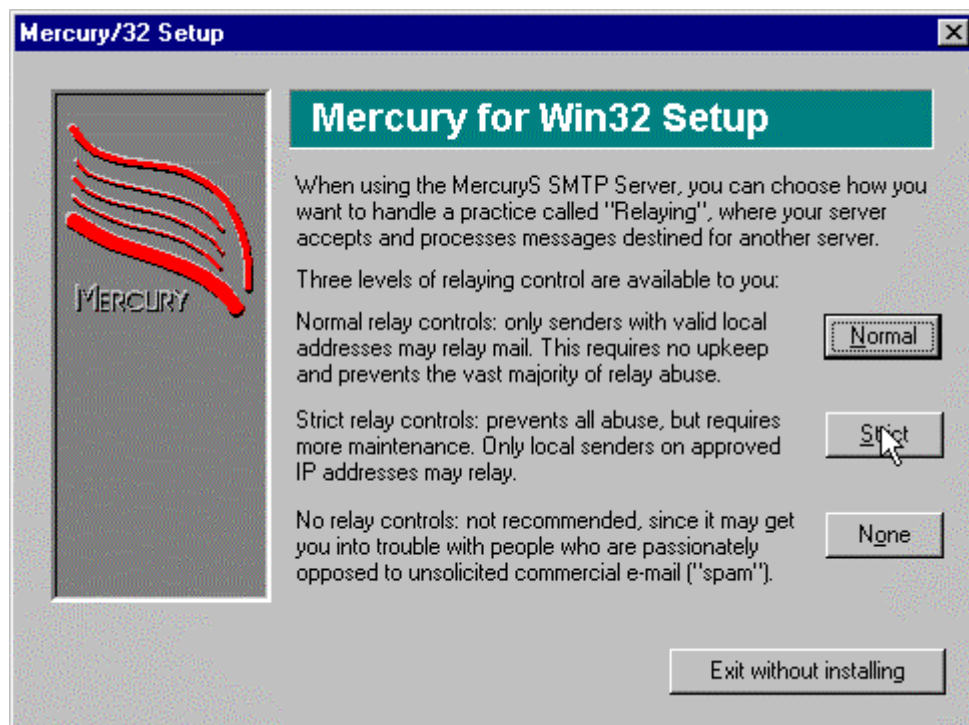 Mercury/32 Setup
Mercury for Win32 Setup
MERCURY
When using the MercuryS SMTP Server, you can choose how you
want to handle a practice called "Relaying", where your server
accepts and processes messages destined for another server.
Three levels of relaying control are available to you:
Normal relay controls: only senders with valid local
addresses may relay mail. This requires no upkeep
and prevents the vast majority of relay abuse.
Normal
Strict relay controls: prevents all abuse, but requires
more maintenance. Only local senders on approved
IP addresses may relay.
Strict
No relay controls: not recommended, since it may get
you into trouble with people who are passionately
opposed to unsolicited commercial e-mail ("spam").
None
Exit without installing